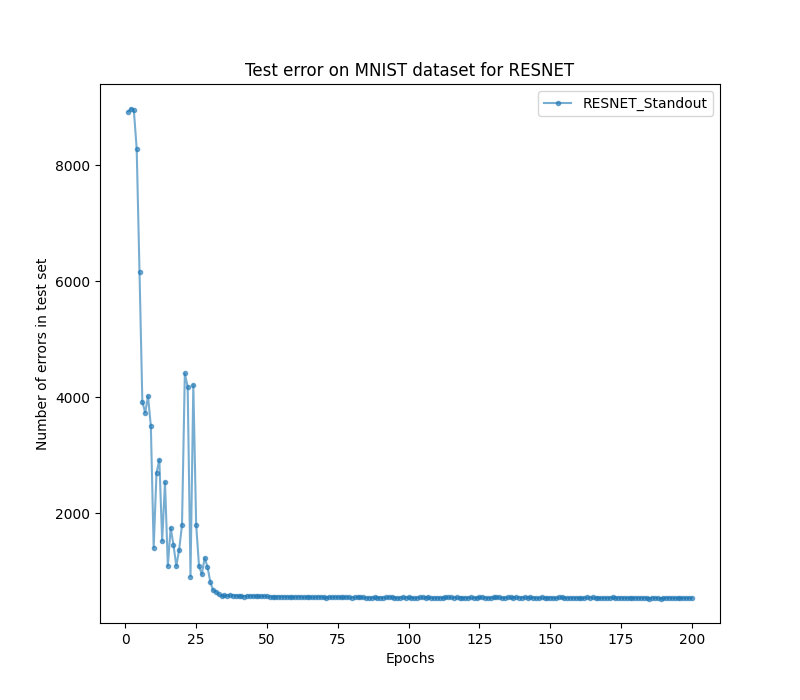 Test error on MNIST dataset for RESNET
RESNET_Standout
8000
6000
4000
2000
Number of errors in test set
0 25 50 75 100 125 150 175 200
Epochs